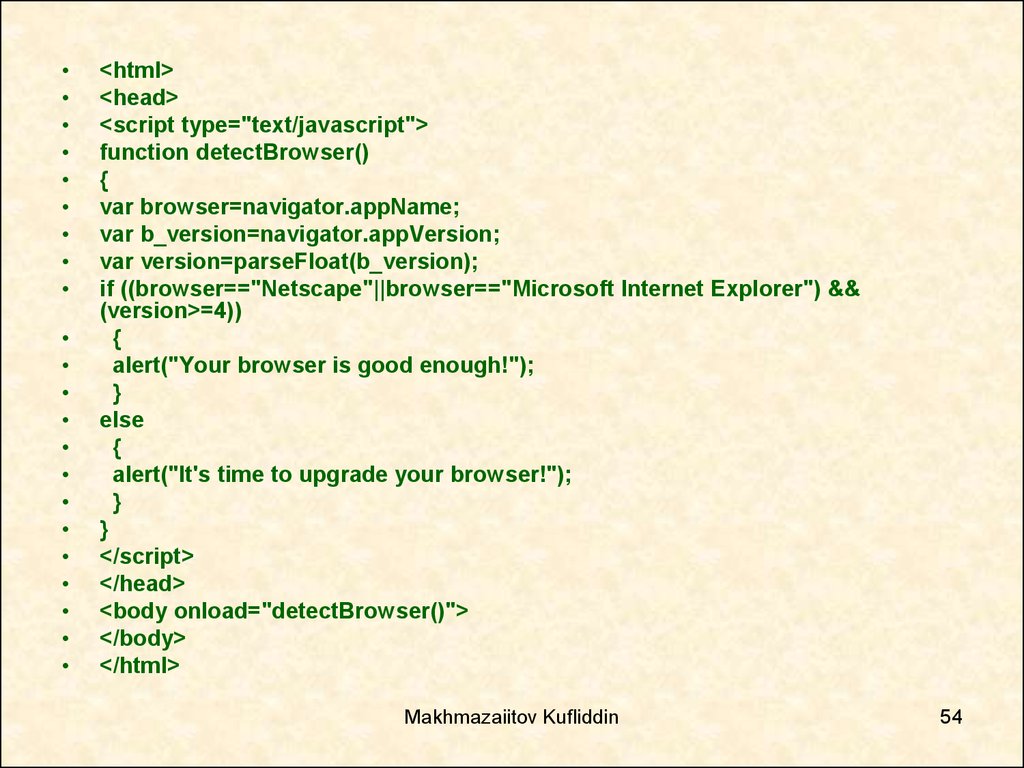 • <html>
• <head>
• <script type="text/javascript">
• function detectBrowser()
• {
• var browser=navigator.appName;
• var b_version=navigator.appVersion;
• var version=parseFloat(b_version);
• if ((browser=="Netscape"||browser=="Microsoft Internet Explorer") &&
(version>=4))
• {
• alert("Your browser is good enough!");
• }
• else
• {
• alert("It's time to upgrade your browser!");
• }
• }
• </script>
• </head>
• <body onload="detectBrowser()">
• </body>
• </html>
Makhmazaiitov Kufliddin
54